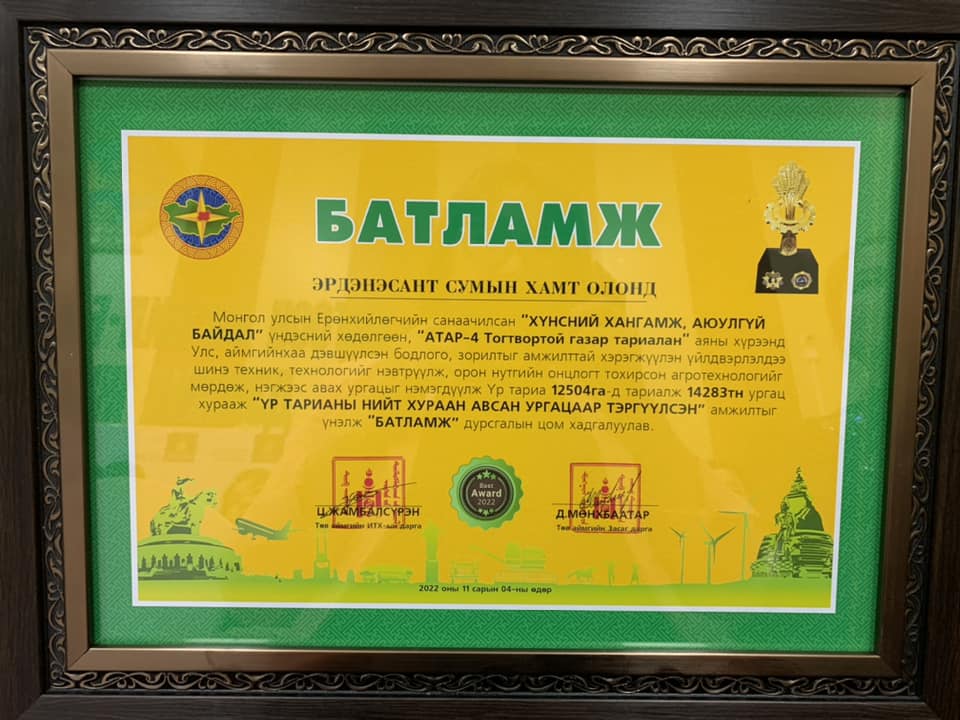 БАТЛАМЖ
ЭРДЭНЭСАНТ СУМЫН ХАМТ ОЛОНД
Монгол улсын Ерөнхийлөгчийн санаачилсан "ХҮНСНИЙ ХАНГАМЖ, АЮУЛГҮЙ
БАЙДАЛ" үндэсний хөдөлгөөн, "АТАР-4 Тогтвортой газар тариалан" аяны хүрээнд
Улс, аймгийнхаа дэвшүүлсэн бодлого, зорилтыг амжилттай хэрэгжүүлэн үйлдвэрлэлдээ
шинэ техник, технологийг нэвтрүүлж, орон нутгийн онцлогт тохирсон агротехнологийг
мөрдөж, нэгжээс авах ургацыг нэмэгдүүлж Үр тариа 12504га-д тариалж 14283тн ургац
хурааж "ҮР ТАРИАНЫ НИЙТ ХУРААН АВСАН УРГАЦААР ТЭРГҮҮЛСЭН" амжилтыг
үнэлж "БАТЛАМЖ" дурсгалын цом хадгалуулав.
Best
Award
2022
Ц.ЖАМБАЛСҮРЭН
Төв аймгийн ИТХ-ын дарга
Д.МӨНХБААТАР
Төв аймгийн Засаг дарга
2022 оны 11 сарын 04-ны өдөр